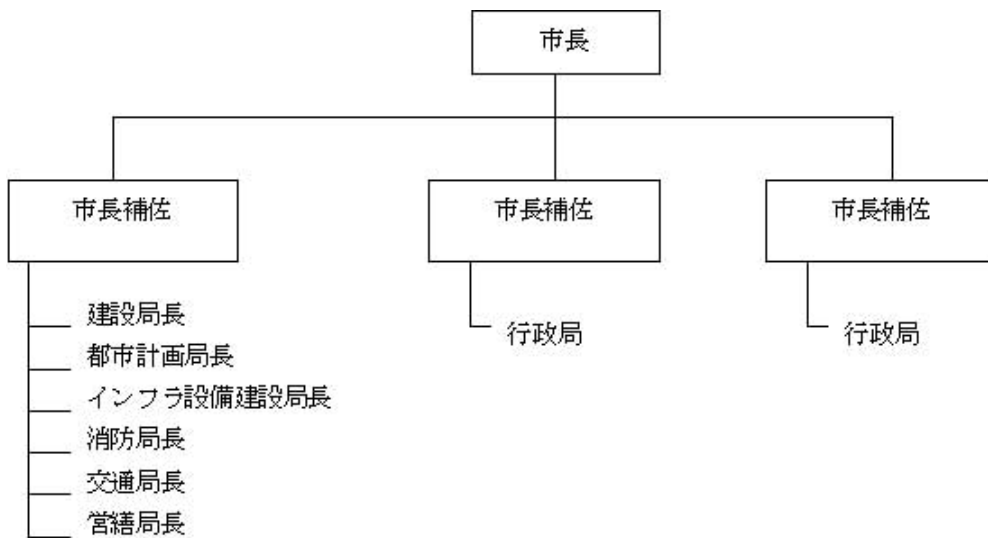 市長
市長補佐
市長補佐
市長補佐
建設局長
都市計画局長
インフラ設備建設局長
消防局長
交通局長
営繕局長
行政局
行政局